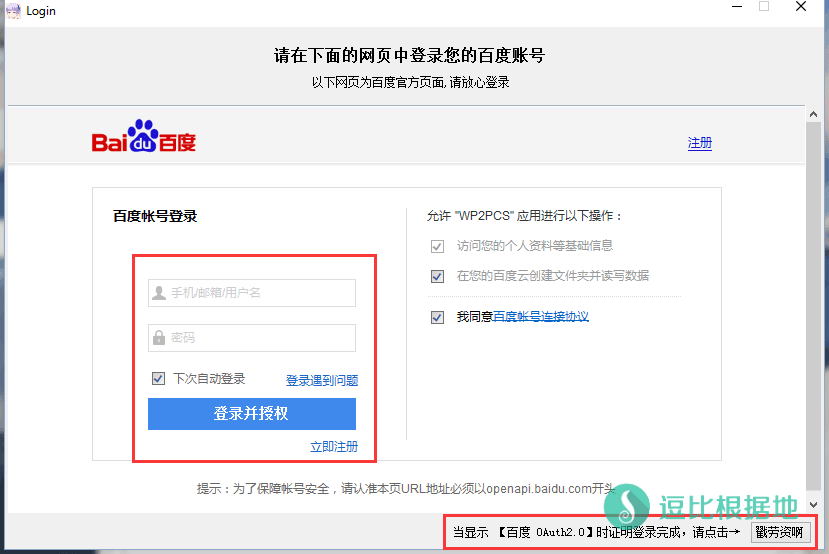 Login
请在下面的网页中登录您的百度账号
以下网页为百度官方页面, 请放心登录
Bai du 百度
注册
百度帐号登录
手机/邮箱/用户名
密码
下次自动登录
登录遇到问题
登录并授权
立即注册
允许 "WP2PCS" 应用进行以下操作：
访问您的个人资料等基础信息
在您的百度云创建文件夹并读写数据
我同意百度帐号连接协议
提示：为了保障帐号安全，请认准本页URL地址必须以openapi.baidu.com开头
逗比根据地
当显示 【百度 OAuth2.0】时证明登录完成，请点击→
戳劳资啊